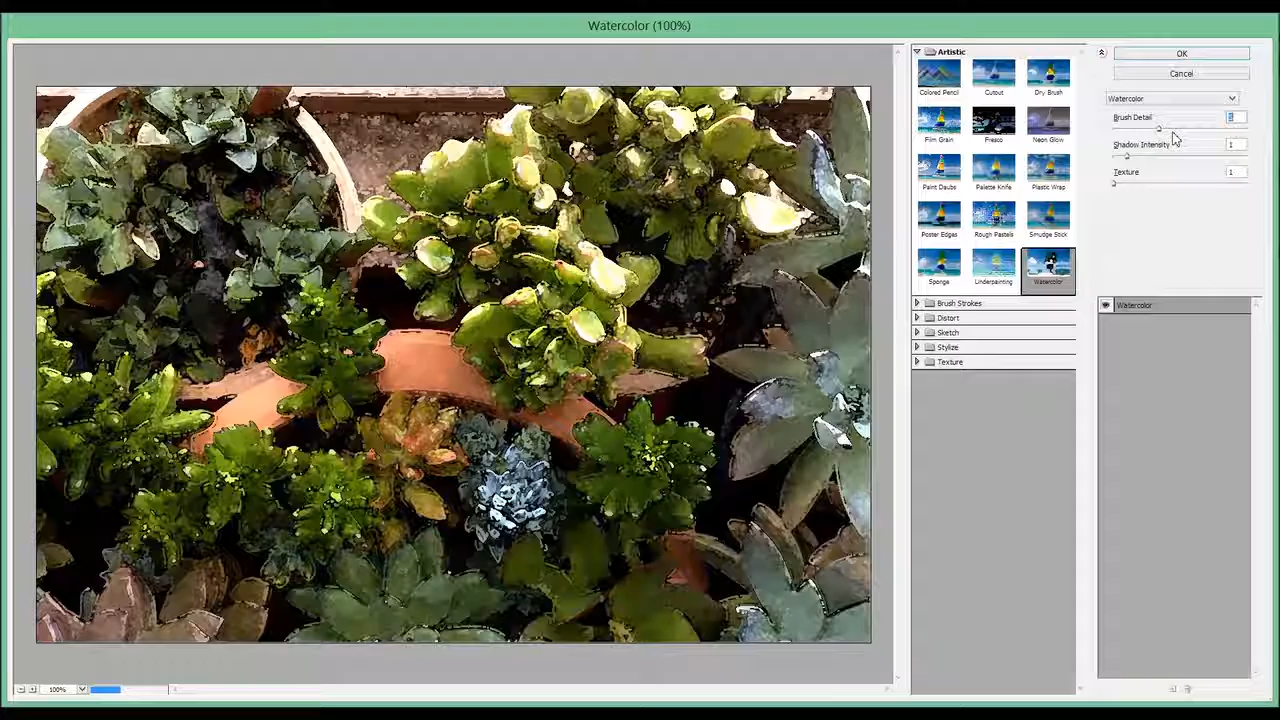 Watercolor (100%)
Artistic
Colored Pencil
Cutout
Dry Brush
Film Grain
Fresco
Neon Glow
Paint Daubs
Palette Knife
Plastic Wrap
Poster Edges
Rough Pastels
Smudge Stick
Sponge
Underpainting
Watercolor
Brush Strokes
Distort
Sketch
Stylize
Texture
OK
Cancel
Watercolor
Brush Detail
Shadow Intensity 1
Texture 1
Watercolor
100%